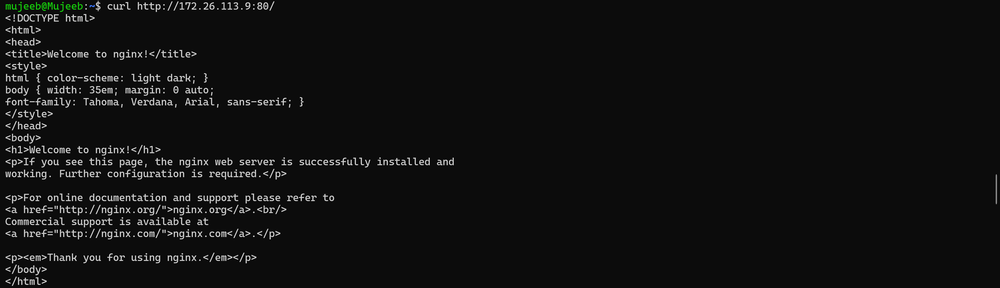 mujeeb@Mujeeb:~$ curl http://172.26.113.9:80/
<!DOCTYPE html>
<html>
<head>
<title>Welcome to nginx!</title>
<style>
html { color-scheme: light dark; }
body { width: 35em; margin: 0 auto;
font-family: Tahoma, Verdana, Arial, sans-serif; }
</style>
</head>
<body>
<h1>Welcome to nginx!</h1>
<p>If you see this page, the nginx web server is successfully installed and
working. Further configuration is required.</p>

<p>For online documentation and support please refer to
<a href="http://nginx.org/">nginx.org</a>.<br/>
Commercial support is available at
<a href="http://nginx.com/">nginx.com</a>.</p>

<p><em>Thank you for using nginx.</em></p>
</body>
</html>